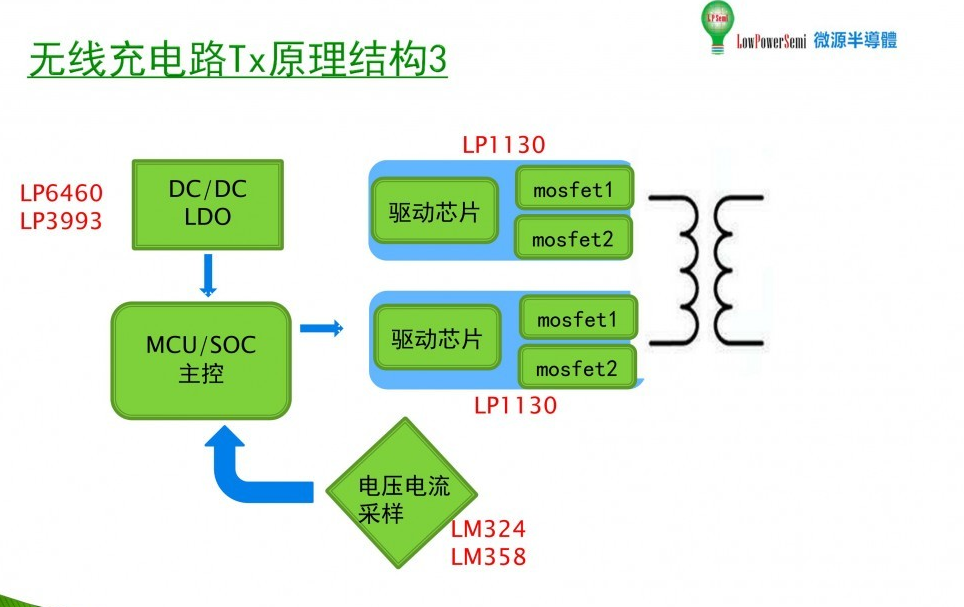 LP Semi
LowPowerSemi 微源半導體
无线充电路Tx原理结构3
LP1130
LP6460
LP3993
DC/DC
LDO
驱动芯片
mosfet1
mosfet2
MCU/SOC
主控
驱动芯片
mosfet1
mosfet2
LP1130
电压电流
采样
LM324
LM358